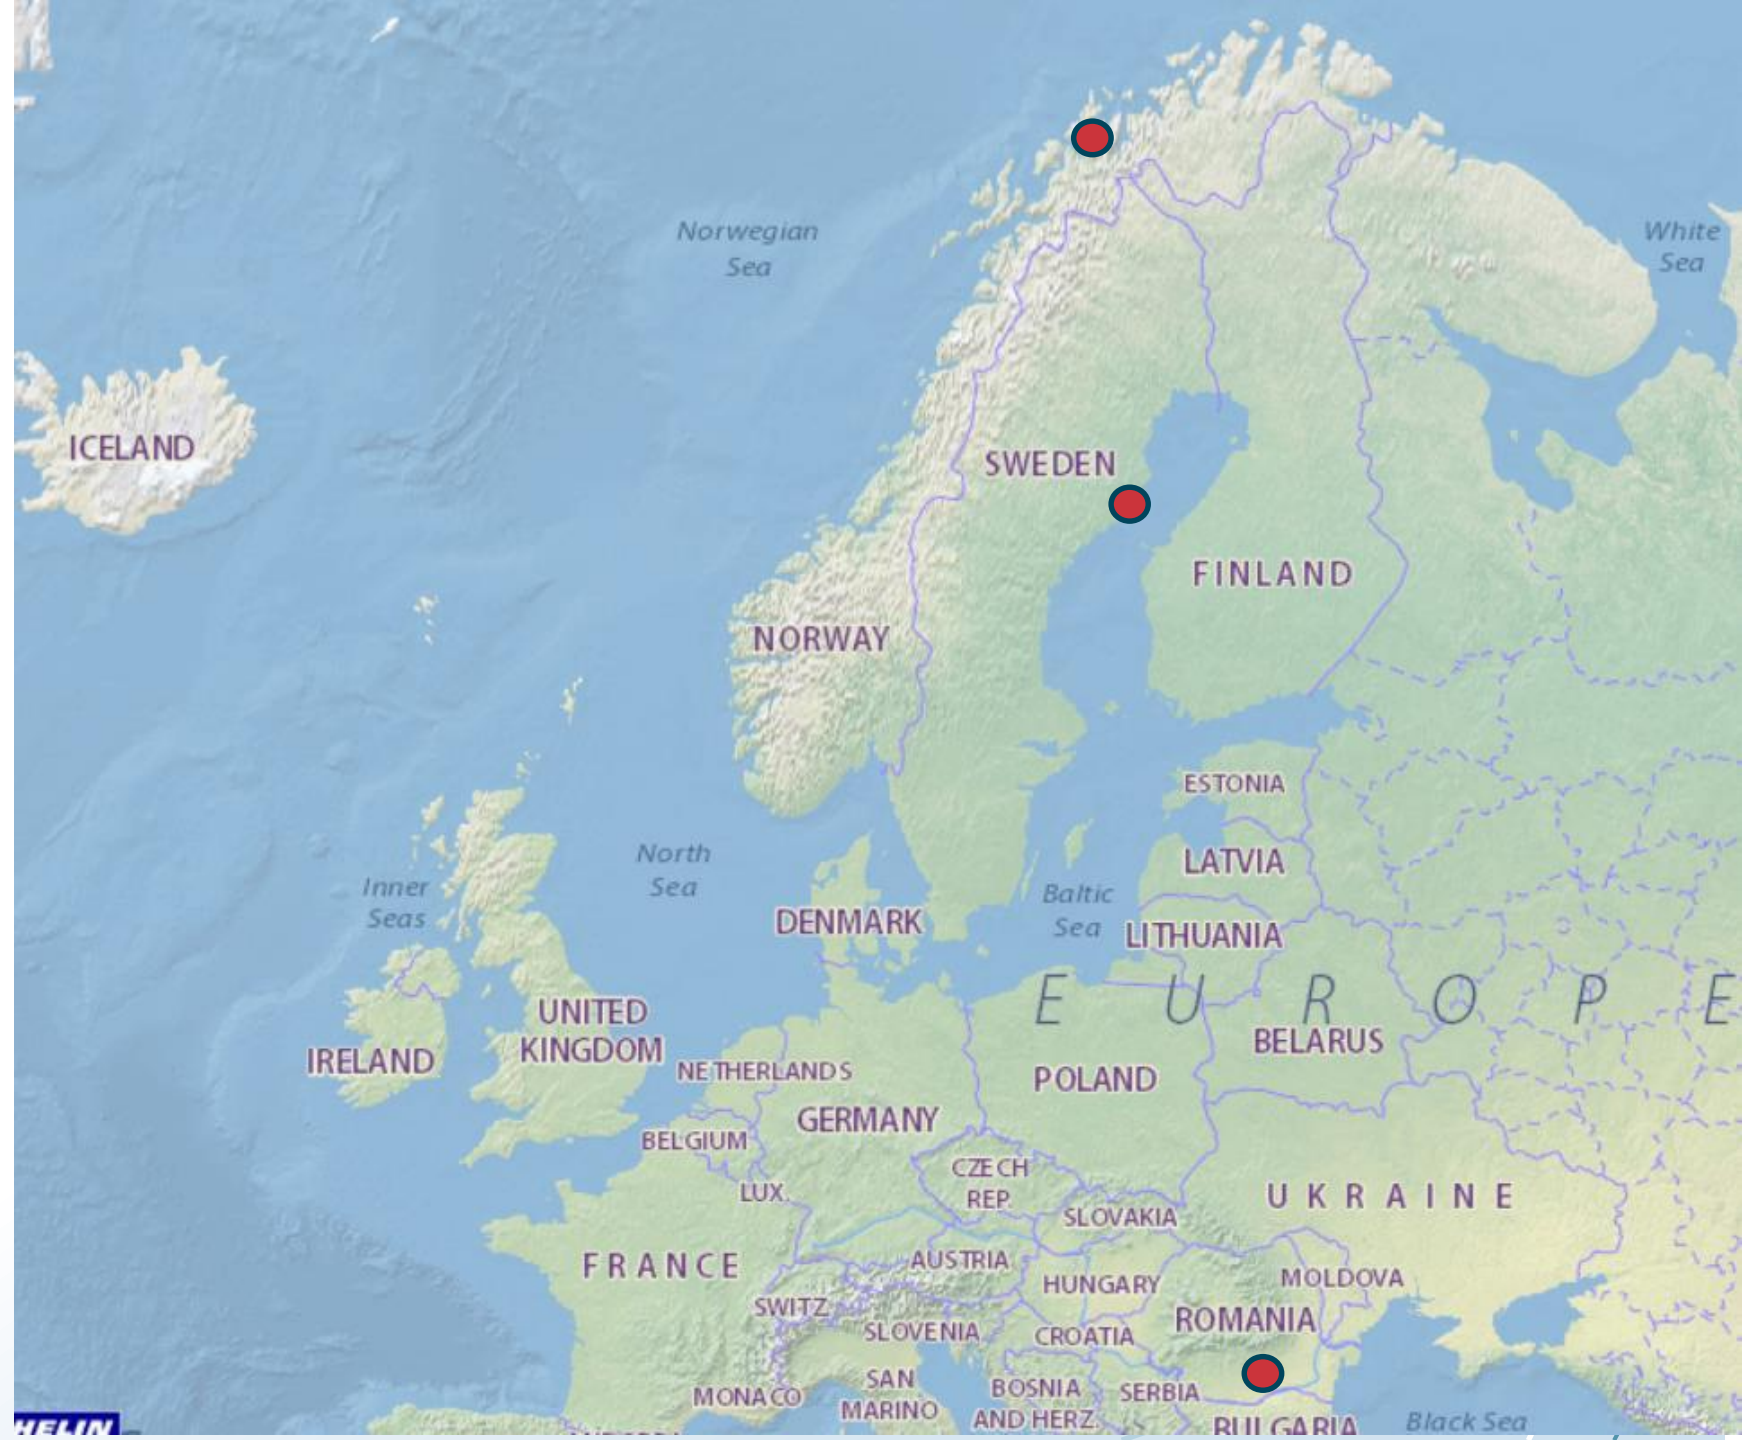 Norwegian
Sea
White
Sea
ICELAND
SWEDEN
FINLAND
NORWAY
ESTONIA
North
Sea
LATVIA
Inner
Seas
Baltic
Sea
DENMARK
LITHUANIA
E U R O P E
UNITED
KINGDOM
BELARUS
IRELAND
NETHERLANDS
POLAND
GERMANY
BELGIUM
CZECH
REP.
LUX.
UKRAINE
SLOVAKIA
AUSTRIA
FRANCE
HUNGARY
MOLDOVA
SWITZ.
ROMANIA
SLOVENIA
CROATIA
SAN
MARINO
MONACO
BOSNIA
AND HERZ.
SERBIA
BULGARIA
Black Sea